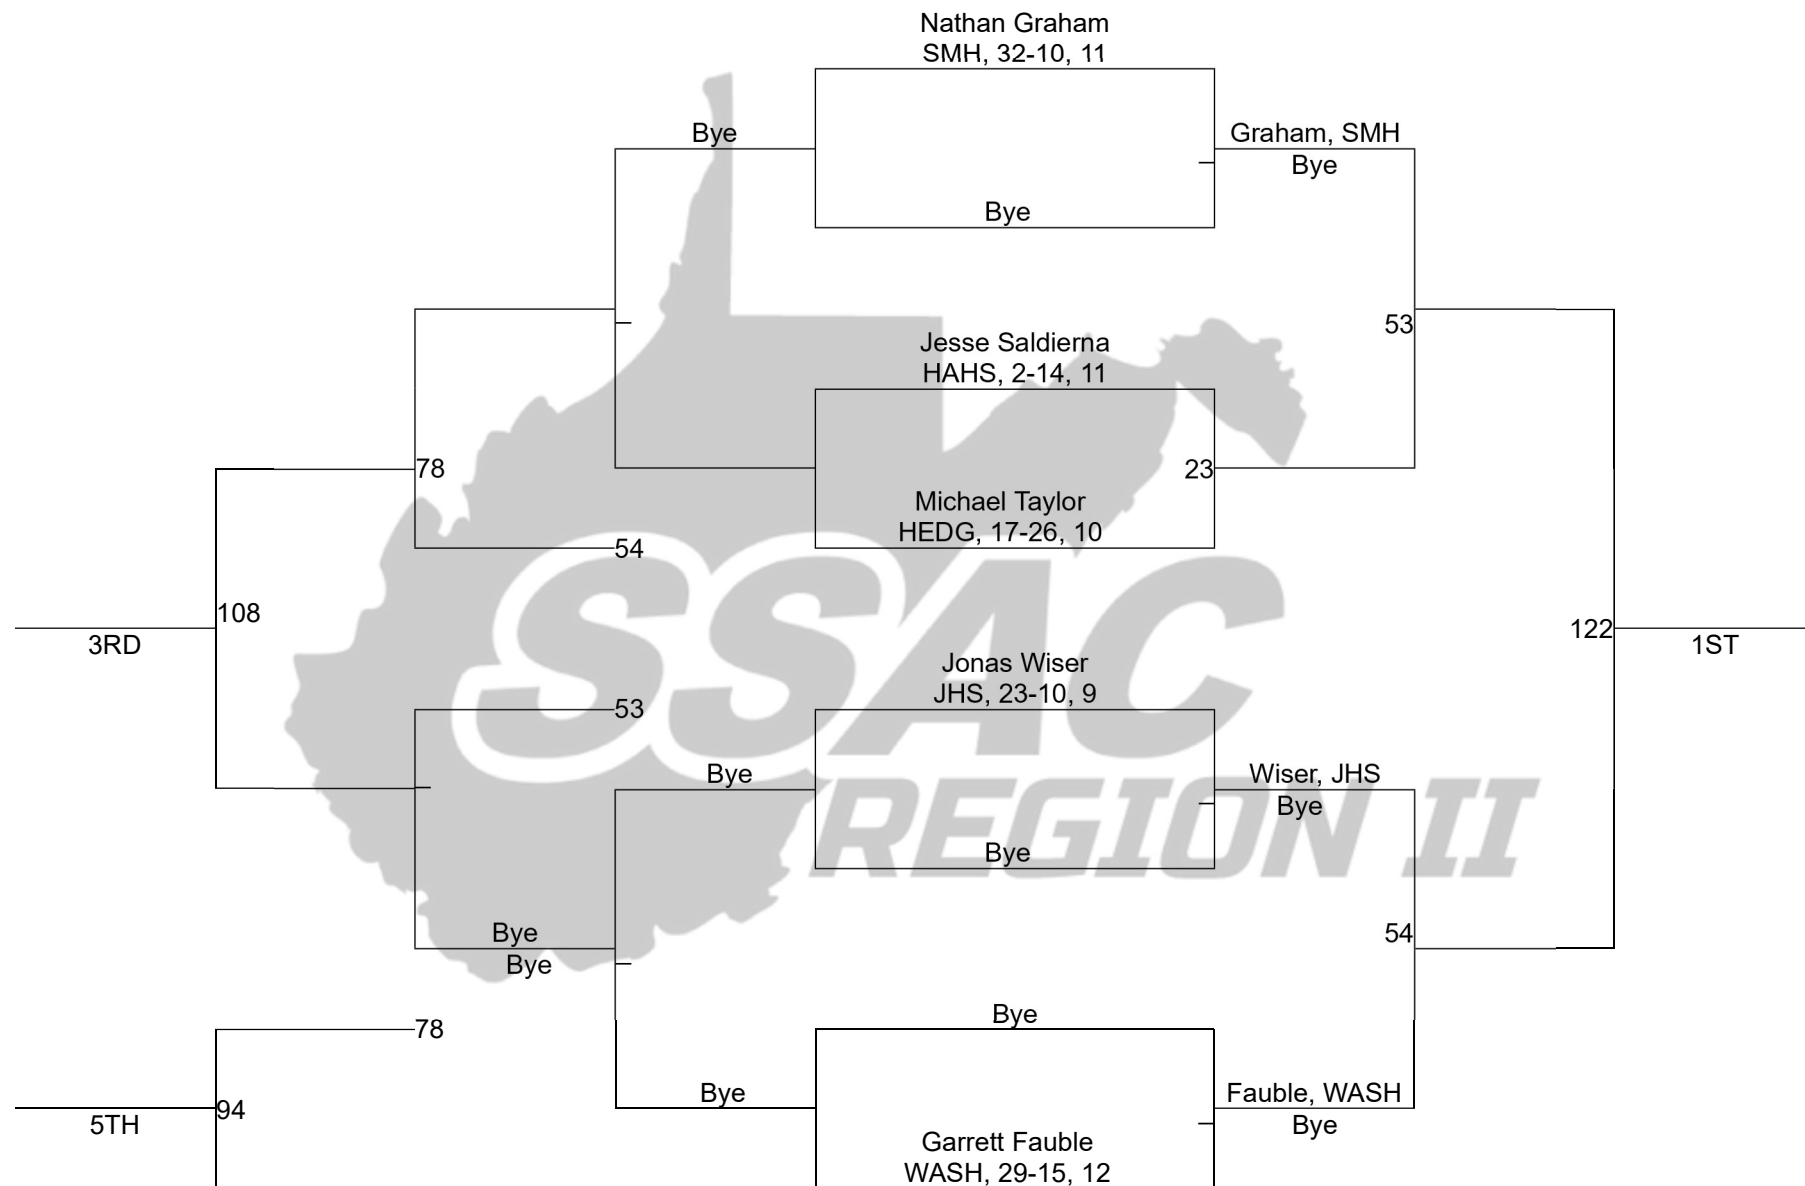 Nathan Graham
SMH, 32-10, 11
Bye
Graham, SMH
Bye
Bye
53
Jesse Saldierna
HAHS, 2-14, 11
78
23
Michael Taylor
HEDG, 17-26, 10
54
108
3RD
122
1ST
Jonas Wiser
JHS, 23-10, 9
53
Bye
Wiser, JHS
Bye
Bye
SSAC
REGION II
Bye
Bye
54
Bye
78
Bye
Fauble, WASH
Bye
94
5TH
Garrett Fauble
WASH, 29-15, 12